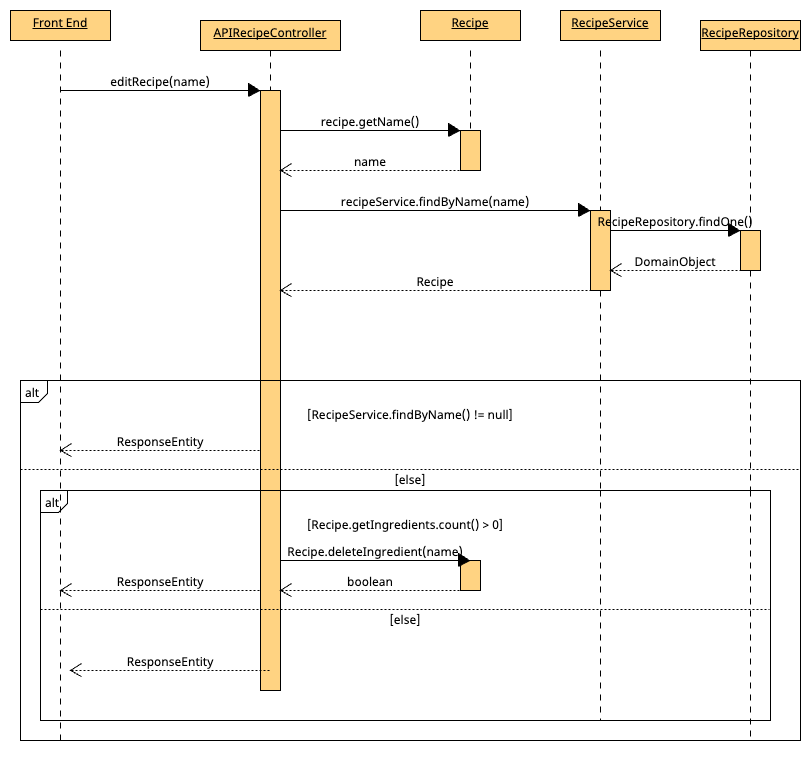 Front End
APIRecipeController
Recipe
RecipeService
RecipeRepository
editRecipe(name)
recipe.getName()
name
recipeService.findByName(name)
RecipeRepository.findOne()
DomainObject
Recipe
alt
[RecipeService.findByName() != null]
ResponseEntity
[else]
alt
[Recipe.getIngredients.count() > 0]
Recipe.deleteIngredient(name)
ResponseEntity
boolean
[else]
ResponseEntity